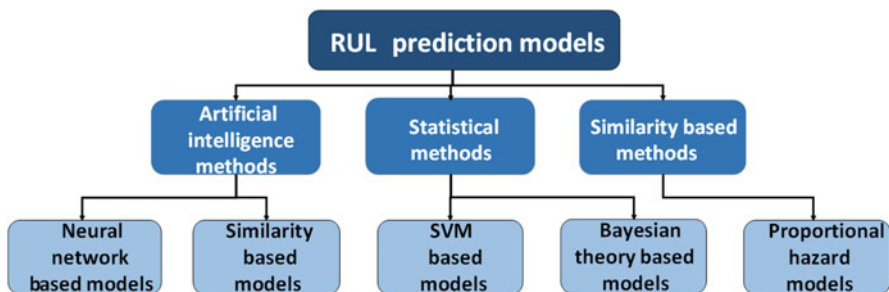 RUL prediction models
Artificial
intelligence
methods
Statistical
methods
Similarity based
methods
Neural
network
based models
Similarity
based
models
SVM
based
models
Bayesian
theory based
models
Proportional
hazard
models